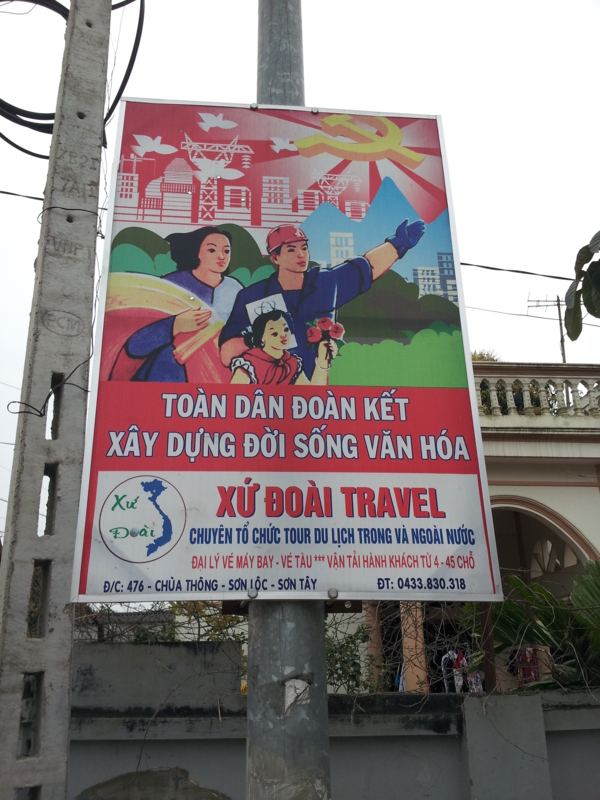 TOÀN DÂN ĐOÀN KẾT
XÂY DỰNG ĐỜI SỐNG VĂN HÓA
Xứ
Đoài
XỨ ĐOÀI TRAVEL
CHUYÊN TỔ CHỨC TOUR DU LỊCH TRONG VÀ NGOÀI NƯỚC
ĐẠI LÝ VÉ MÁY BAY - VÉ TÀU *** VẬN TẢI HÀNH KHÁCH TỪ 4 - 45 CHỖ
Đ/C: 476 - CHÙA THÔNG - SƠN LỘC - SƠN TÂY
ĐT: 0433.830.318